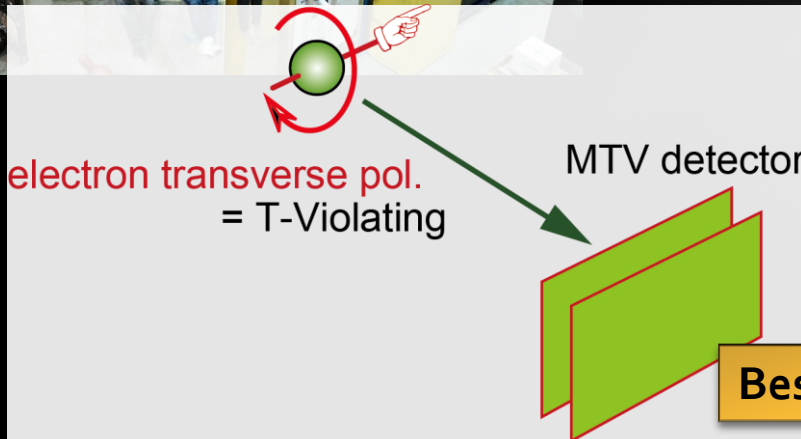 electron transverse pol.
= T-Violating
MTV detector